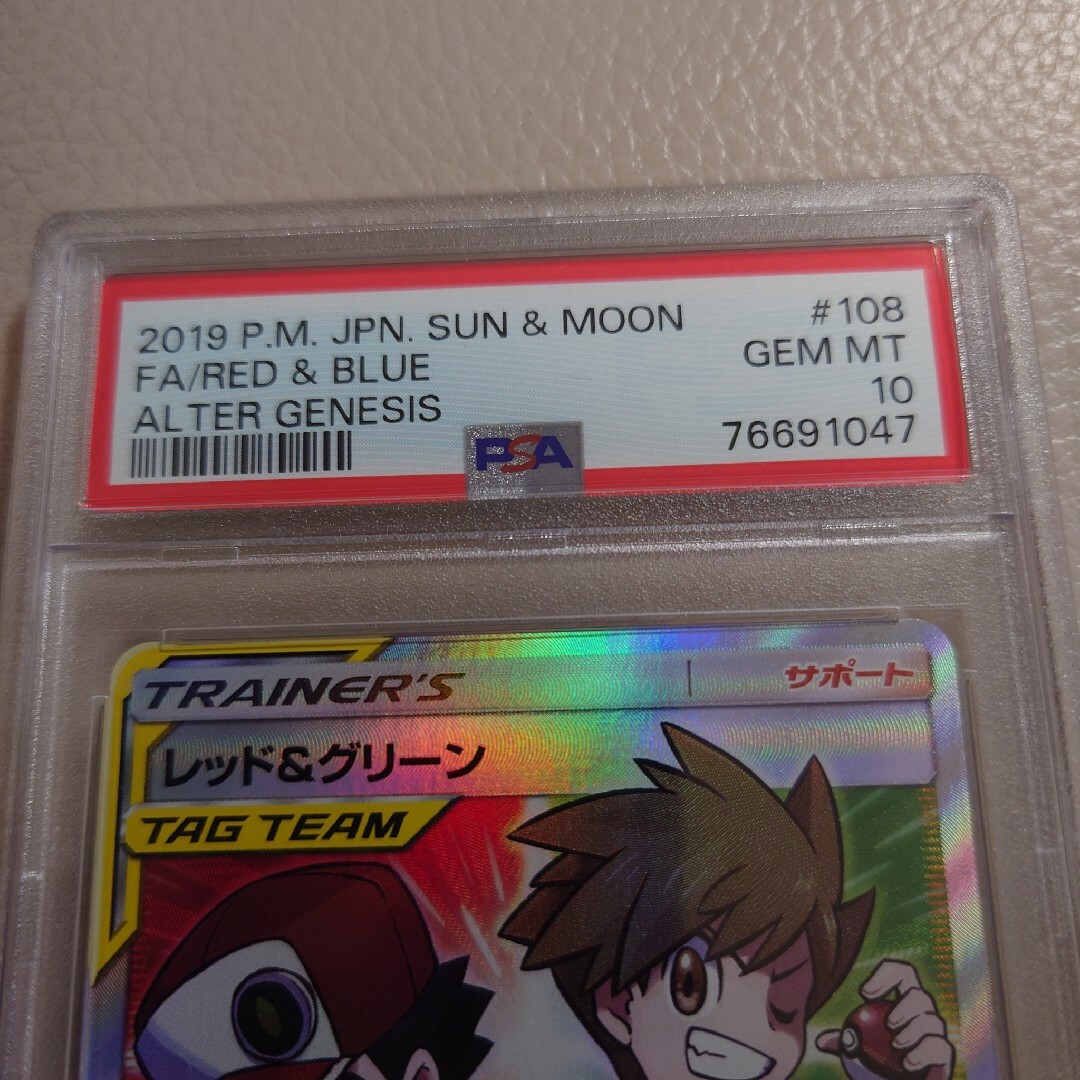 2019 P.M. JPN. SUN & MOON #108
FA/RED & BLUE GEM MT
ALTER GENESIS 10
76691047
PSA
TRAINER'S サポート
レッド&グリーン
TAG TEAM